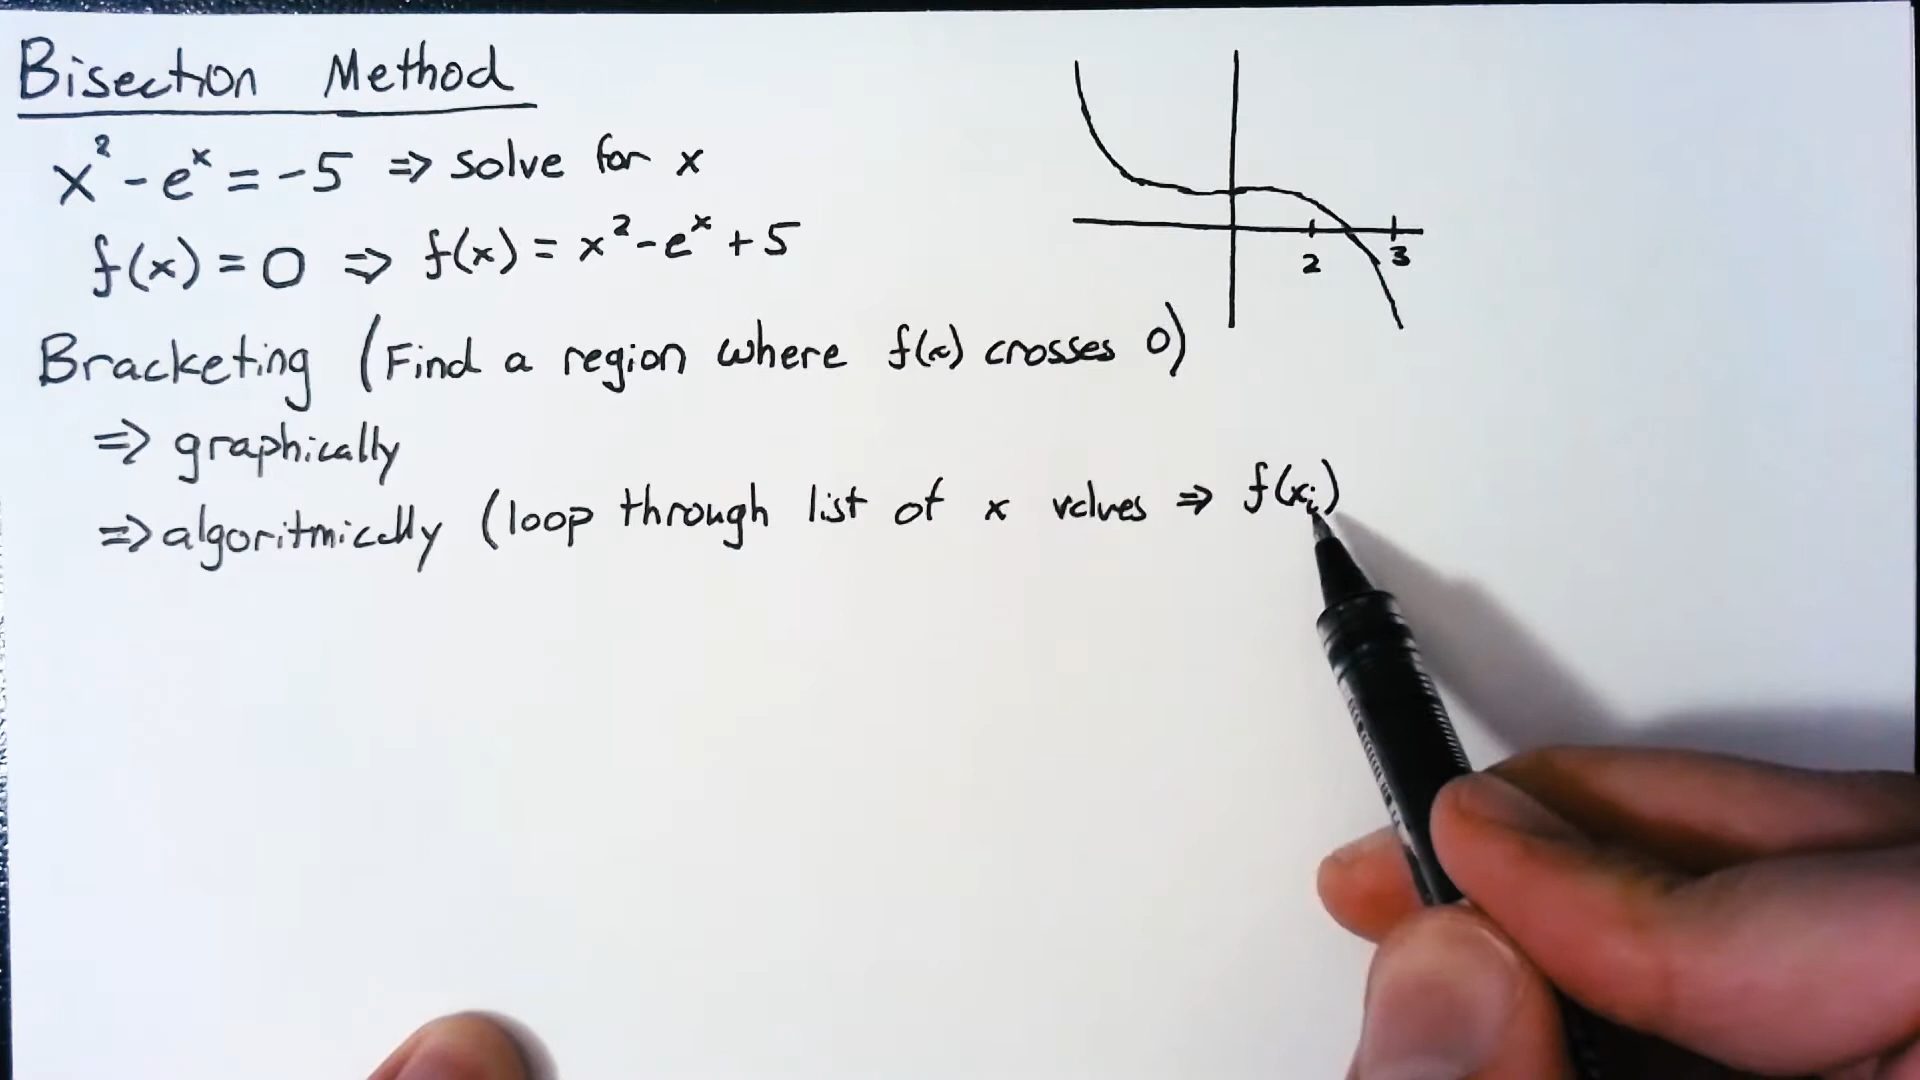 Bisection Method
x² - eˣ = -5 ⇒ solve for x
f(x) = 0 ⇒ f(x) = x² - eˣ + 5
2 3
Bracketing (Find a region where f(x) crosses 0)
⇒ graphically
⇒ algoritmically (loop through list of x values ⇒ f(xᵢ)